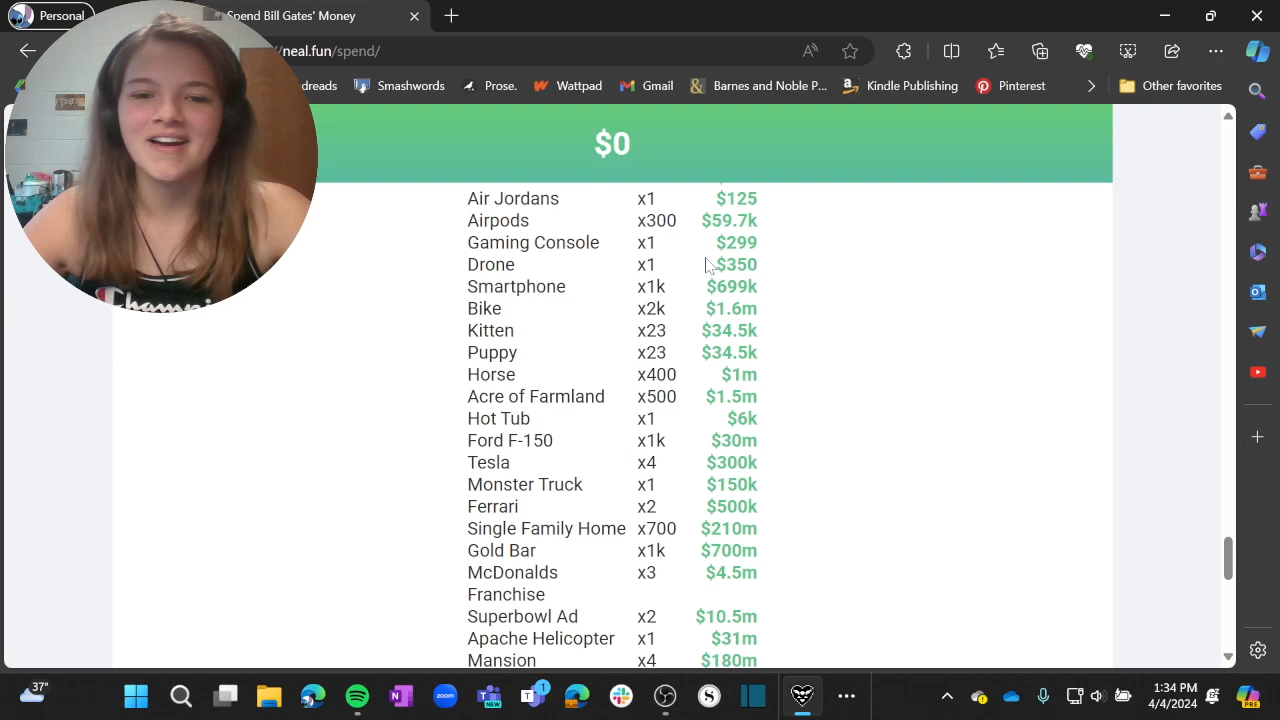 Personal
Spend Bill Gates' Money
//neal.fun/spend/
dreads
Smashwords
Prose.
Wattpad
Gmail
Barnes and Noble P...
Kindle Publishing
Pinterest
Other favorites
$0
Air Jordans x1 $125
Airpods x300 $59.7k
Gaming Console x1 $299
Drone x1 $350
Smartphone x1k $699k
Bike x2k $1.6m
Kitten x23 $34.5k
Puppy x23 $34.5k
Horse x400 $1m
Acre of Farmland x500 $1.5m
Hot Tub x1 $6k
Ford F-150 x1k $30m
Tesla x4 $300k
Monster Truck x1 $150k
Ferrari x2 $500k
Single Family Home x700 $210m
Gold Bar x1k $700m
McDonalds x3 $4.5m
Franchise
Superbowl Ad x2 $10.5m
Apache Helicopter x1 $31m
Mansion x4 $180m
Champi
37°
zoom
NEW
1
1:34 PM
4/4/2024
PRE